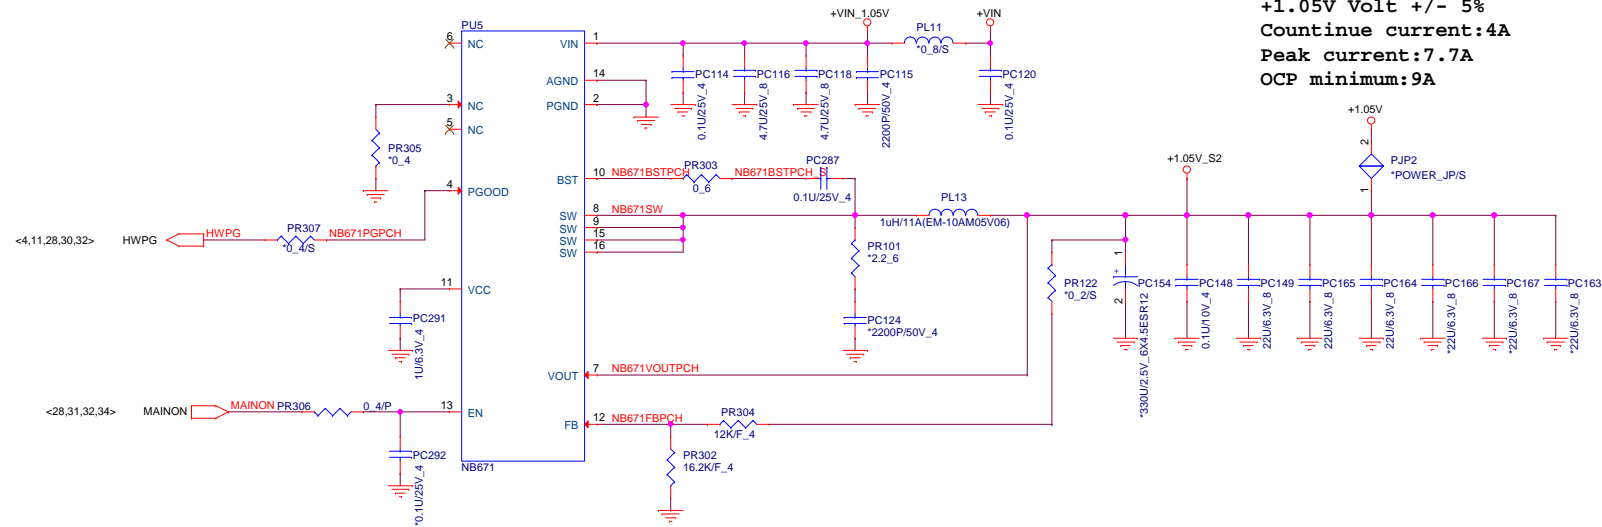 +1.05V Volt +/- 5%
Countinue current:4A
Peak current:7.7A
OCP minimum:9A
+VIN_1.05V
+VIN
PU5
PL11
*0_8/S
6
NC
VIN
1
14
AGND
PC114
0.1U/25V_4
PC116
4.7U/25V_8
PC118
4.7U/25V_8
PC115
2200P/50V_4
PC120
0.1U/25V_4
3
NC
PGND
2
5
NC
PR305
*0_4
+1.05V
2
PJP2
*POWER_JP/S
1
+1.05V_S2
4
PGOOD
BST
10
NB671BSTPCH
PR303
0_6
NB671BSTPCH_S
PC287
0.1U/25V_4
SW
8
NB671SW
SW
9
SW
15
SW
16
PL13
1uH/11A(EM-10AM05V06)
<4,11,28,30,32>
HWPG
HWPG
PR307
*0_4/S
NB671PGPCH
PR101
*2.2_6
PC124
*2200P/50V_4
PR122
*0_2/S
1
+
PC154
2
*330U/2.5V_6X4.5ESR12
PC148
0.1U/10V_4
PC149
22U/6.3V_8
PC165
22U/6.3V_8
PC164
22U/6.3V_8
PC166
*22U/6.3V_8
PC167
*22U/6.3V_8
PC163
*22U/6.3V_8
11
VCC
PC291
1U/6.3V_4
VOUT
7
NB671VOUTPCH
<28,31,32,34>
MAINON
MAINON
PR306
0_4/P
13
EN
FB
12
NB671FBPCH
PR304
12K/F_4
PR302
16.2K/F_4
PC292
*0.1U/25V_4
NB671